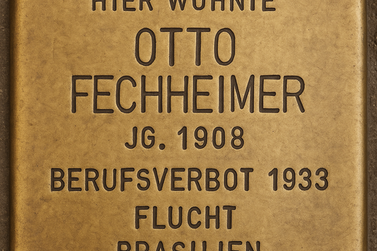 HIER WOHNTE
OTTO
FECHHEIMER
JG. 1908
BERUFSVERBOT 1933
FLUCHT
BRASILIEN